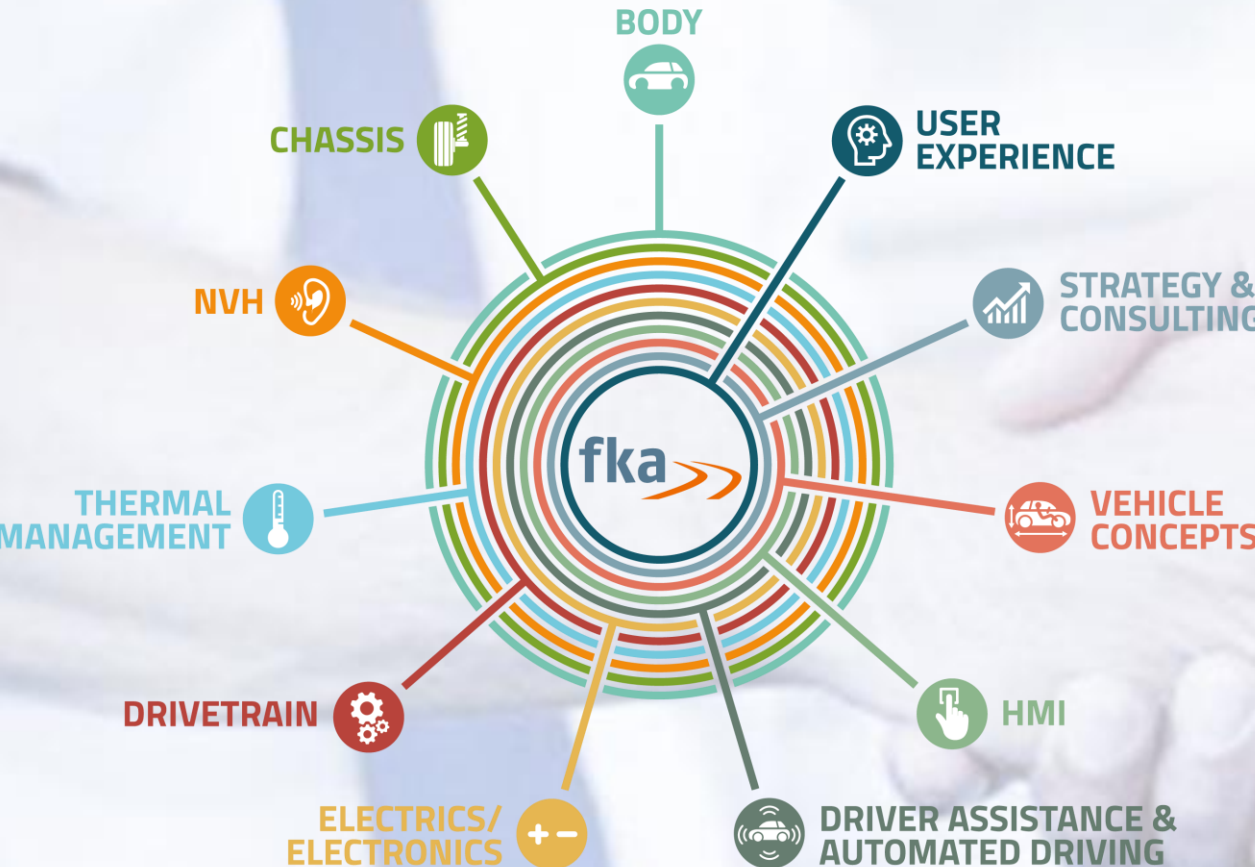 BODY
USER
EXPERIENCE
CHASSIS
STRATEGY &
CONSULTING
NVH
fka
THERMAL
MANAGEMENT
VEHICLE
CONCEPTS
DRIVETRAIN
HMI
ELECTRICS/
ELECTRONICS
+ -
DRIVER ASSISTANCE &
AUTOMATED DRIVING